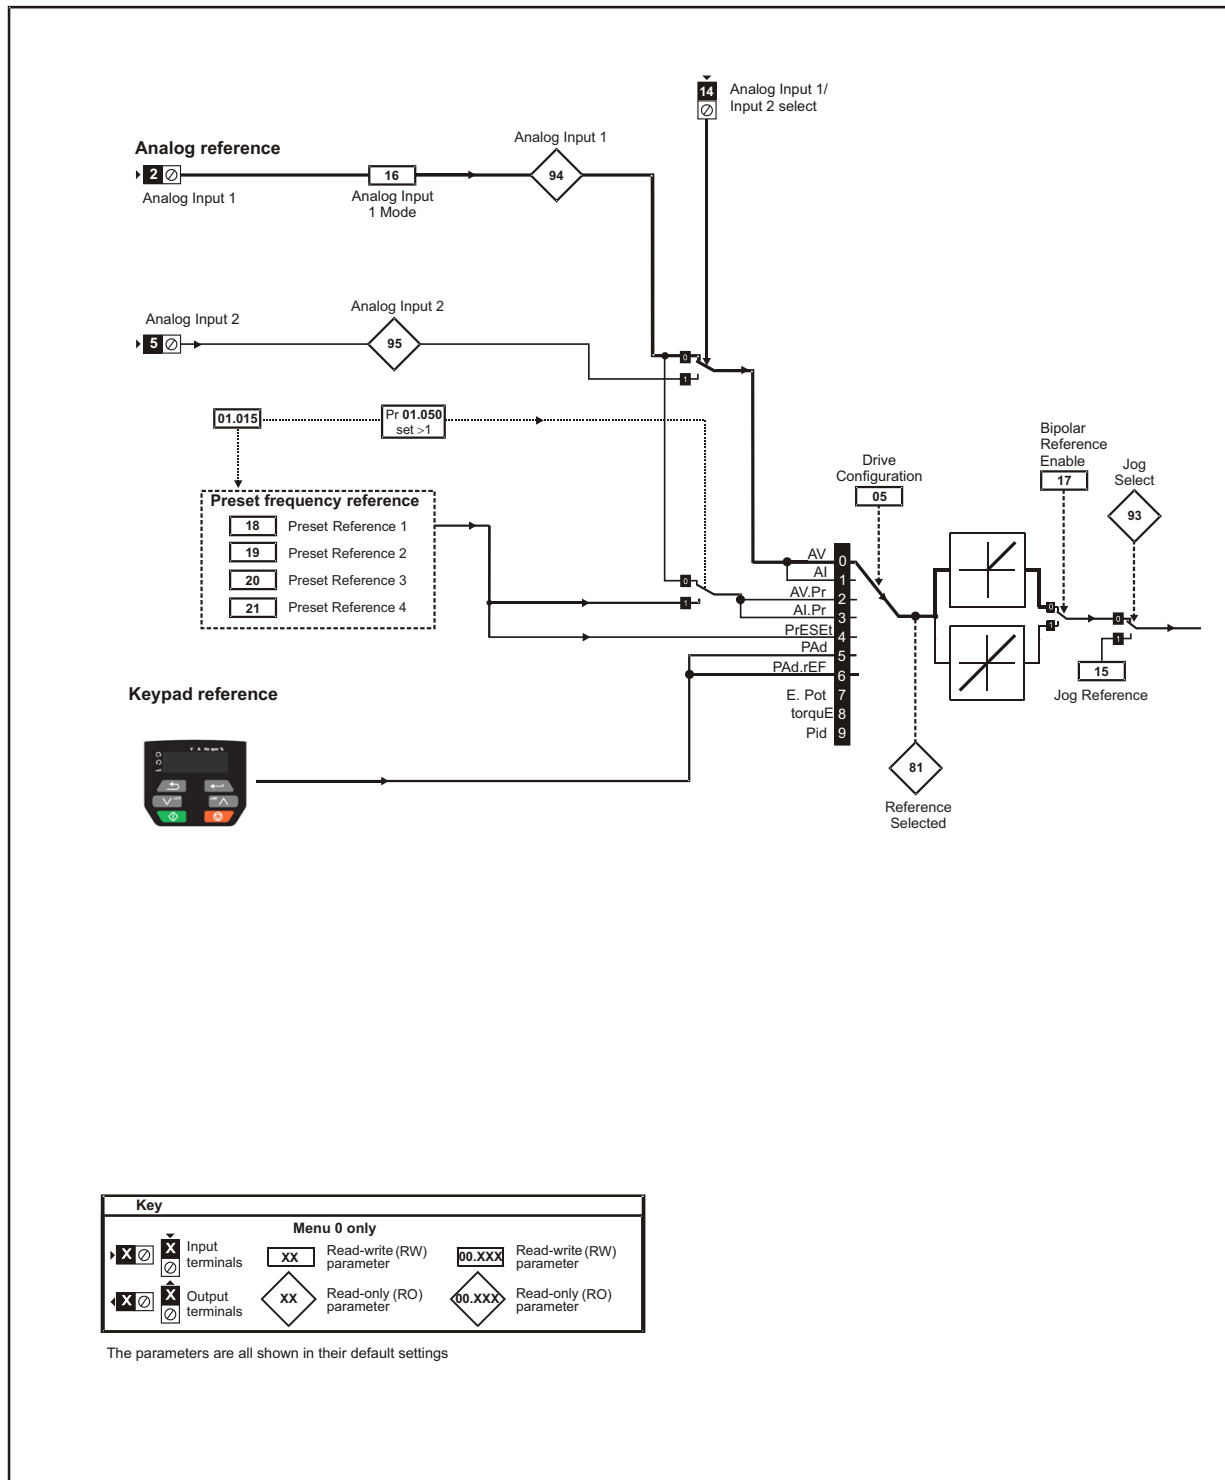 14
Analog Input 1/
Input 2 select
Analog reference
2
Analog Input 1
16
Analog Input
1 Mode
Analog Input 1
94
Analog Input 2
5
Analog Input 2
95
0
1
01.015
Pr 01.050
set >1
Preset frequency reference
18 Preset Reference 1
19 Preset Reference 2
20 Preset Reference 3
21 Preset Reference 4
0
1
Drive
Configuration
05
AV 0
AI 1
AV.Pr 2
AI.Pr 3
PrESEt 4
PAd 5
PAd.rEF 6
E. Pot 7
torquE 8
Pid 9
Bipolar
Reference
Enable
17
Jog
Select
93
0
1
0
1
15
Jog Reference
81
Reference
Selected
Keypad reference
Key
Menu 0 only
X
X
Input
terminals
XX
Read-write (RW)
parameter
00.XXX
Read-write (RW)
parameter
X
X
Output
terminals
XX
Read-only (RO)
parameter
00.XXX
Read-only (RO)
parameter
The parameters are all shown in their default settings